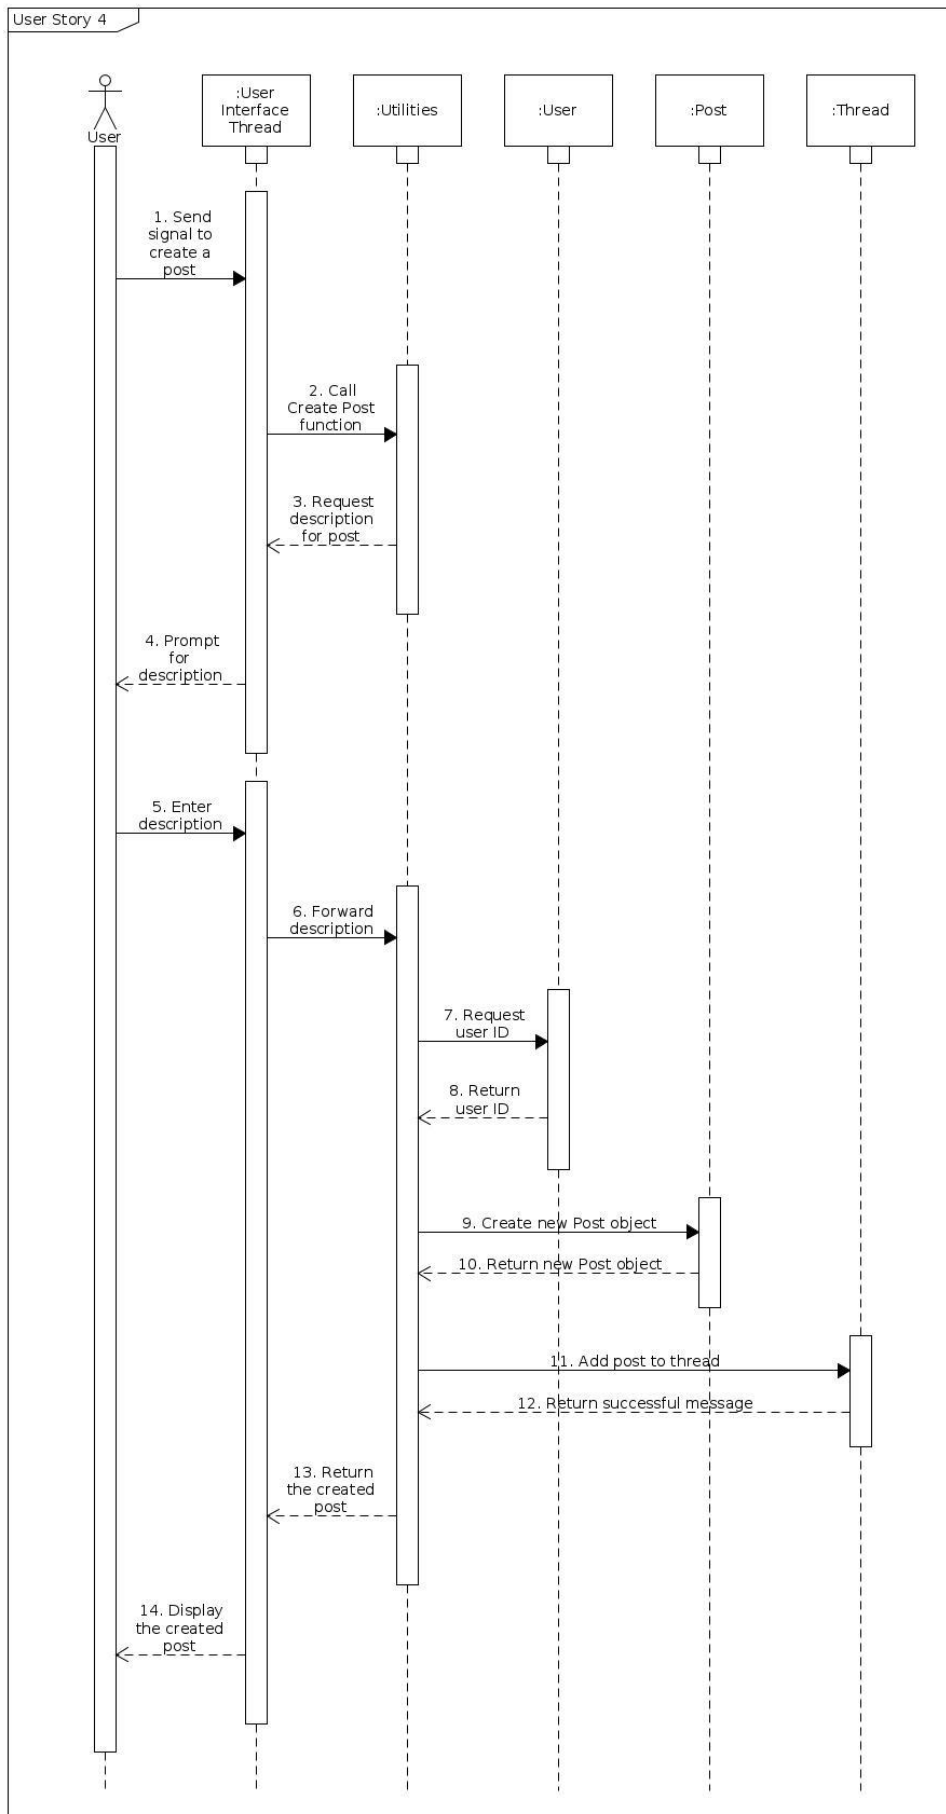 User Story 4
User
:User
Interface
Thread
:Utilities
:User
:Post
:Thread
1. Send
signal to
create a
post
2. Call
Create Post
function
3. Request
description
for post
4. Prompt
for
description
5. Enter
description
6. Forward
description
7. Request
user ID
8. Return
user ID
9. Create new Post object
10. Return new Post object
11. Add post to thread
12. Return successful message
13. Return
the created
post
14. Display
the created
post